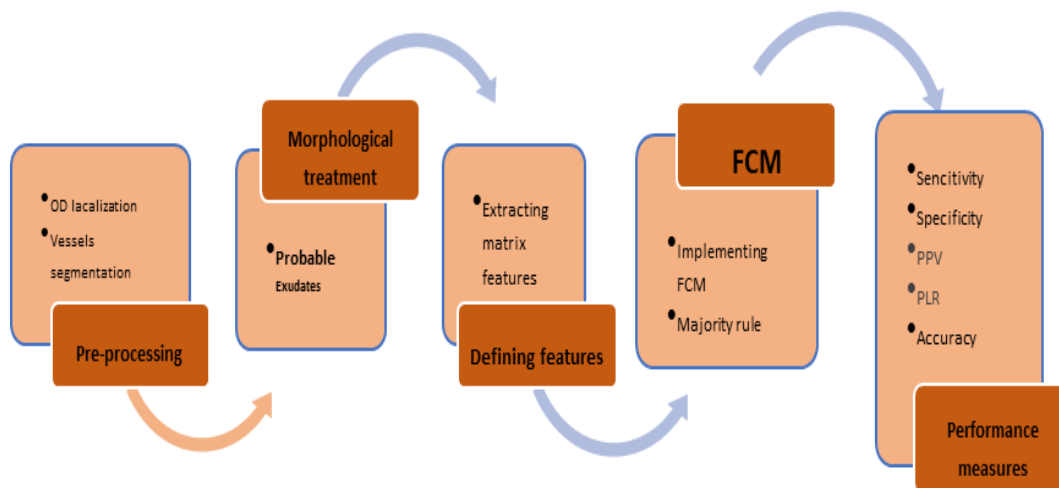 • OD lacalization
• Vessels
segmentation
Pre-processing
Morphological
treatment
• Probable
Exudates
• Extracting
matrix
features
Defining features
FCM
• Implementing
FCM
• Majority rule
• Sencitivity
• Specificity
• PPV
• PLR
• Accuracy
Performance
measures